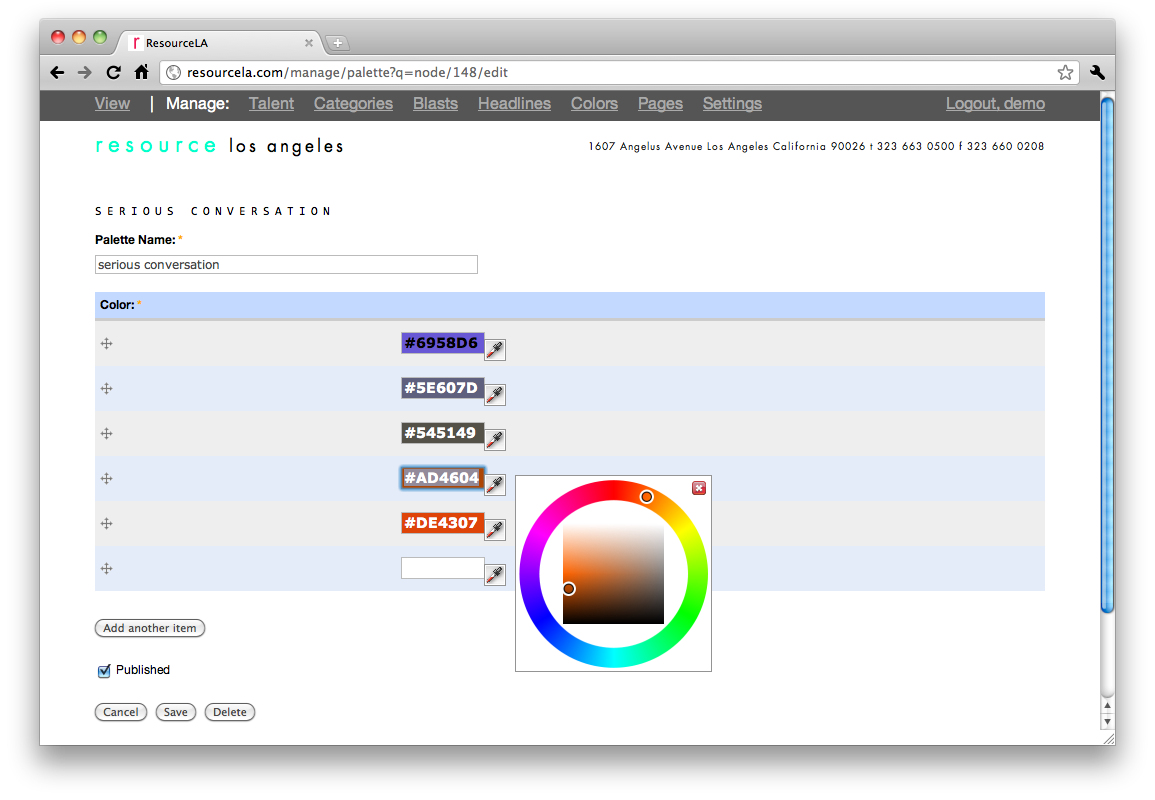 ResourceLA
resourcela.com/manage/palette?q=node/148/edit
View | Manage: Talent Categories Blasts Headlines Colors Pages Settings Logout, demo
resource los angeles 1607 Angelus Avenue Los Angeles California 90026 t 323 663 0500 f 323 660 0208
SERIOUS CONVERSATION
Palette Name: *
serious conversation
Color: *
#6958D6
#5E607D
#545149
#AD4604
#DE4307
Add another item
Published
Cancel Save Delete